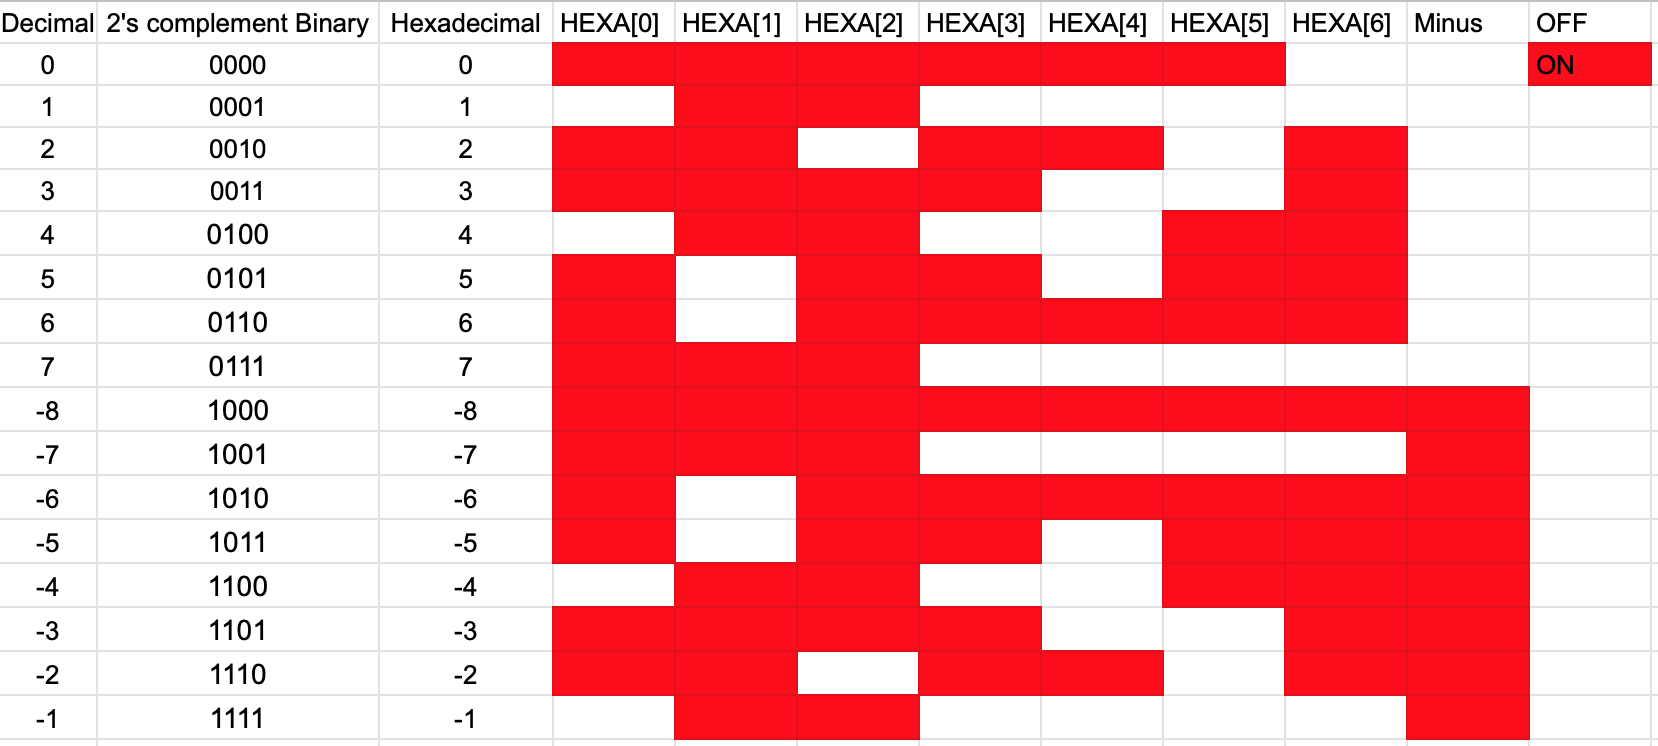 Decimal 2's complement Binary Hexadecimal HEXA[0] HEXA[1] HEXA[2] HEXA[3] HEXA[4] HEXA[5] HEXA[6] Minus OFF
0 0000 0 ON
1 0001 1
2 0010 2
3 0011 3
4 0100 4
5 0101 5
6 0110 6
7 0111 7
-8 1000 -8
-7 1001 -7
-6 1010 -6
-5 1011 -5
-4 1100 -4
-3 1101 -3
-2 1110 -2
-1 1111 -1